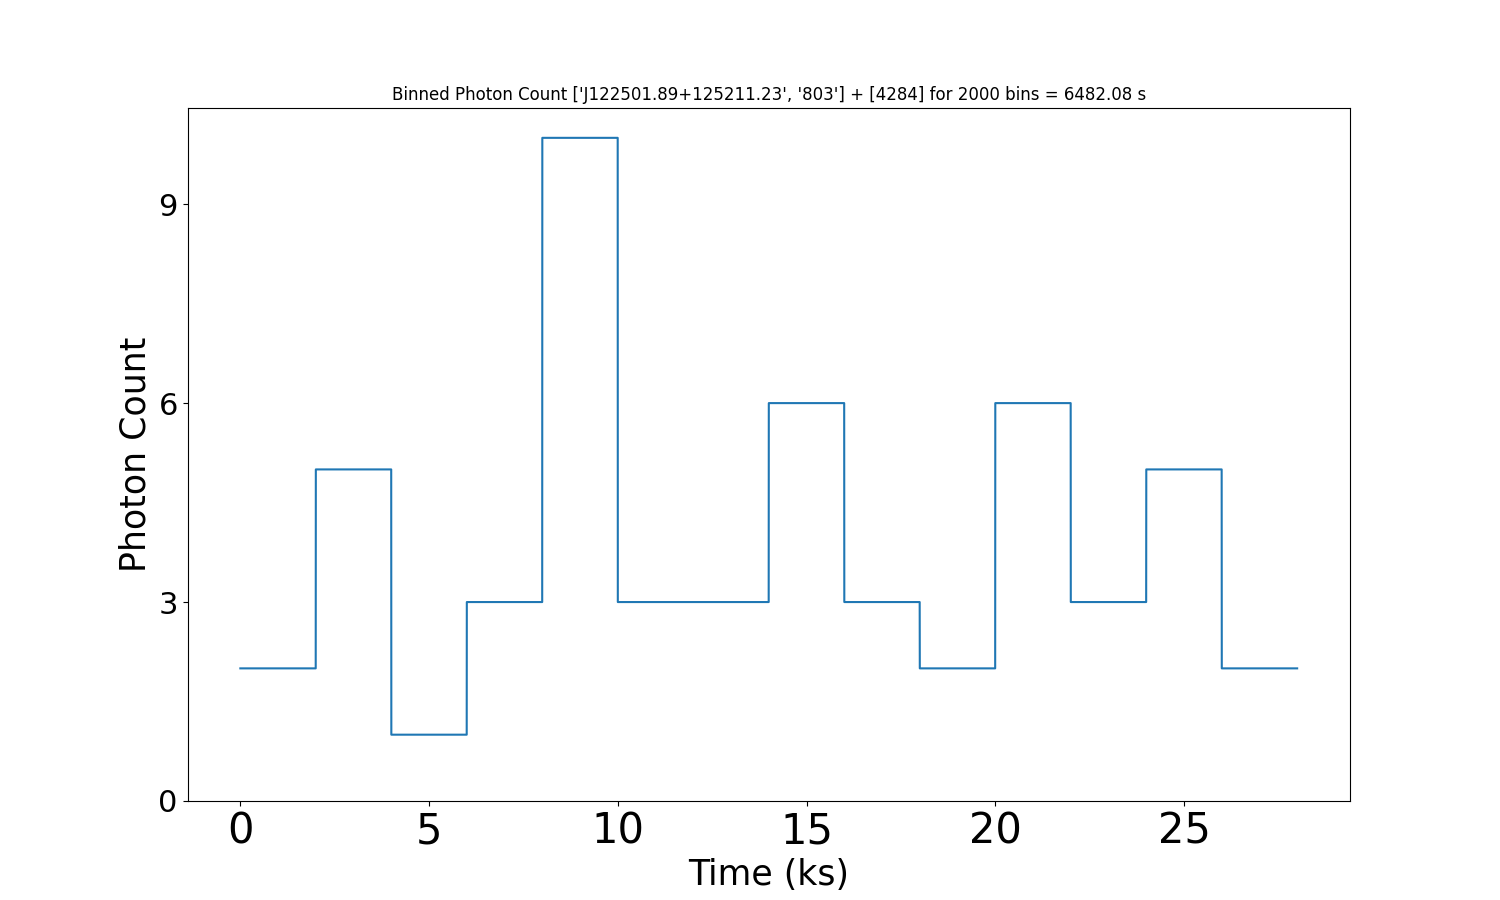 Binned Photon Count ['J122501.89+125211.23', '803'] + [4284] for 2000 bins = 6482.08 s
Photon Count
9
6
3
0
0 5 10 15 20 25
Time (ks)